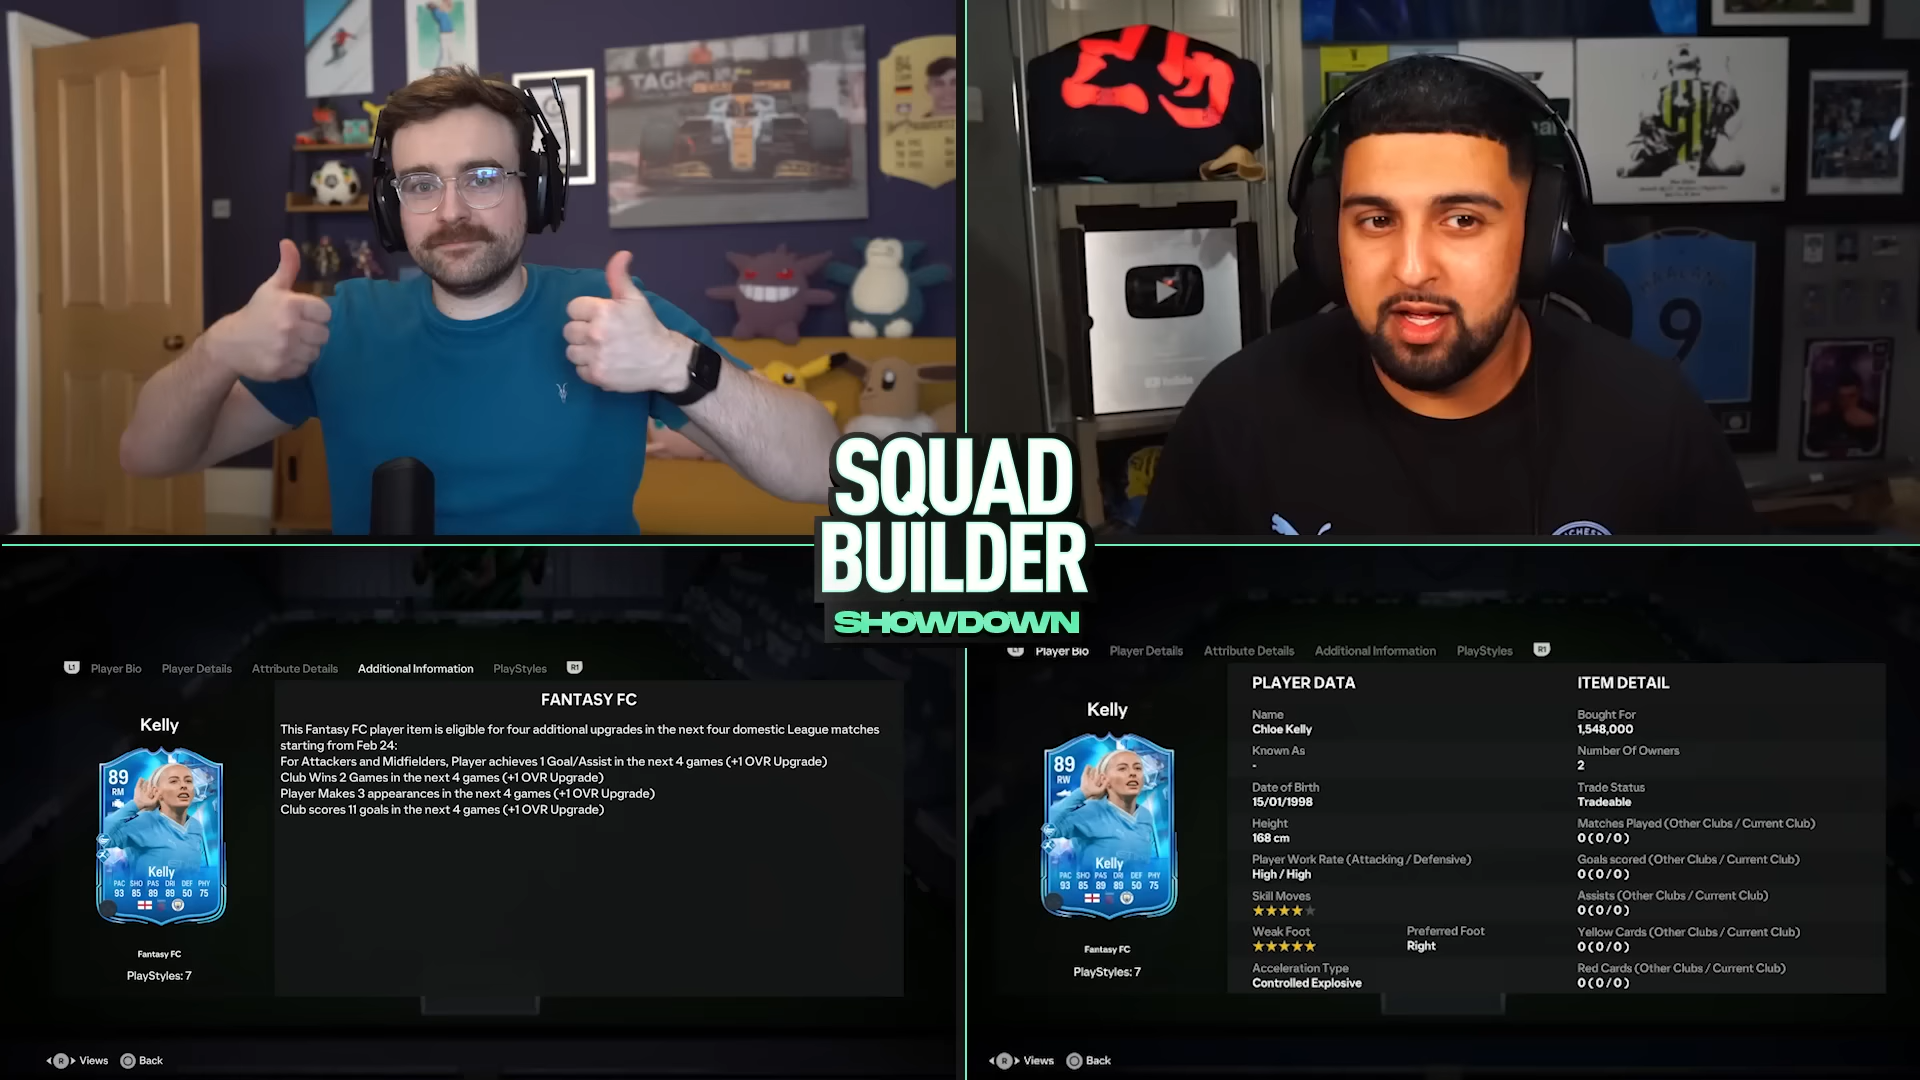 TAGHEUER
84
YouTube
HAALAND
9
CHES
SQUAD
BUILDER
SHOWDOWN
L1 Player Bio Player Details Attribute Details Additional Information PlayStyles R1
Kelly
89
RM
Kelly
PAC SHO PAS DRI DEF PHY
93 85 89 89 50 75
Fantasy FC
PlayStyles: 7
FANTASY FC
This Fantasy FC player item is eligible for four additional upgrades in the next four domestic League matches
starting from Feb 24:
For Attackers and Midfielders, Player achieves 1 Goal/Assist in the next 4 games (+1 OVR Upgrade)
Club Wins 2 Games in the next 4 games (+1 OVR Upgrade)
Player Makes 3 appearances in the next 4 games (+1 OVR Upgrade)
Club scores 11 goals in the next 4 games (+1 OVR Upgrade)
R Views Back
L1 Player Bio Player Details Attribute Details Additional Information PlayStyles R1
Kelly
89
RW
Kelly
PAC SHO PAS DRI DEF PHY
93 85 89 89 50 75
Fantasy FC
PlayStyles: 7
PLAYER DATA
Name
Chloe Kelly
Known As
-
Date of Birth
15/01/1998
Height
168 cm
Player Work Rate (Attacking / Defensive)
High / High
Skill Moves
Weak Foot
Preferred Foot
Right
Acceleration Type
Controlled Explosive
ITEM DETAIL
Bought For
1,548,000
Number Of Owners
2
Trade Status
Tradeable
Matches Played (Other Clubs / Current Club)
0 ( 0 / 0 )
Goals scored (Other Clubs / Current Club)
0 ( 0 / 0 )
Assists (Other Clubs / Current Club)
0 ( 0 / 0 )
Yellow Cards (Other Clubs / Current Club)
0 ( 0 / 0 )
Red Cards (Other Clubs / Current Club)
0 ( 0 / 0 )
R Views Back